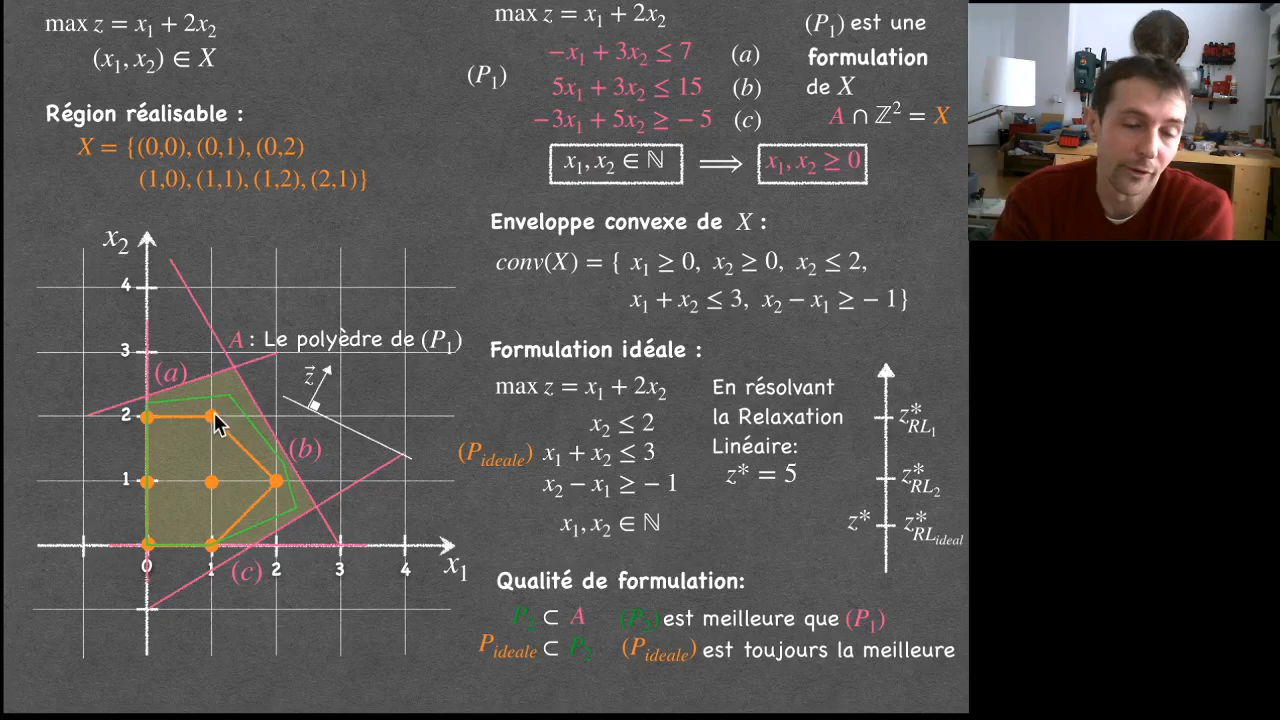 max z = x₁ + 2x₂
(x₁, x₂) ∈ X
Région réalisable :
X = {(0,0), (0,1), (0,2)
(1,0), (1,1), (1,2), (2,1)}
x₂
4
3
2
1
0
1
2
3
4
x₁
A : Le polyèdre de (P₁)
(a)
(b)
(c)
z⃗
max z = x₁ + 2x₂
(P₁)
−x₁ + 3x₂ ≤ 7 (a)
5x₁ + 3x₂ ≤ 15 (b)
−3x₁ + 5x₂ ≥ −5 (c)
x₁, x₂ ∈ ℕ ⟹ x₁, x₂ ≥ 0
(P₁) est une
formulation
de X
A ∩ ℤ² = X
Enveloppe convexe de X :
conv(X) = { x₁ ≥ 0, x₂ ≥ 0, x₂ ≤ 2,
x₁ + x₂ ≤ 3, x₂ − x₁ ≥ −1}
Formulation idéale :
max z = x₁ + 2x₂
x₂ ≤ 2
(P_ideale) x₁ + x₂ ≤ 3
x₂ − x₁ ≥ −1
x₁, x₂ ∈ ℕ
En résolvant
la Relaxation
Linéaire:
z* = 5
z*_RL₁
z*_RL₂
z* z*_RL_ideal
Qualité de formulation:
P₂ ⊂ A (P₂) est meilleure que (P₁)
P_ideale ⊂ P₂ (P_ideale) est toujours la meilleure